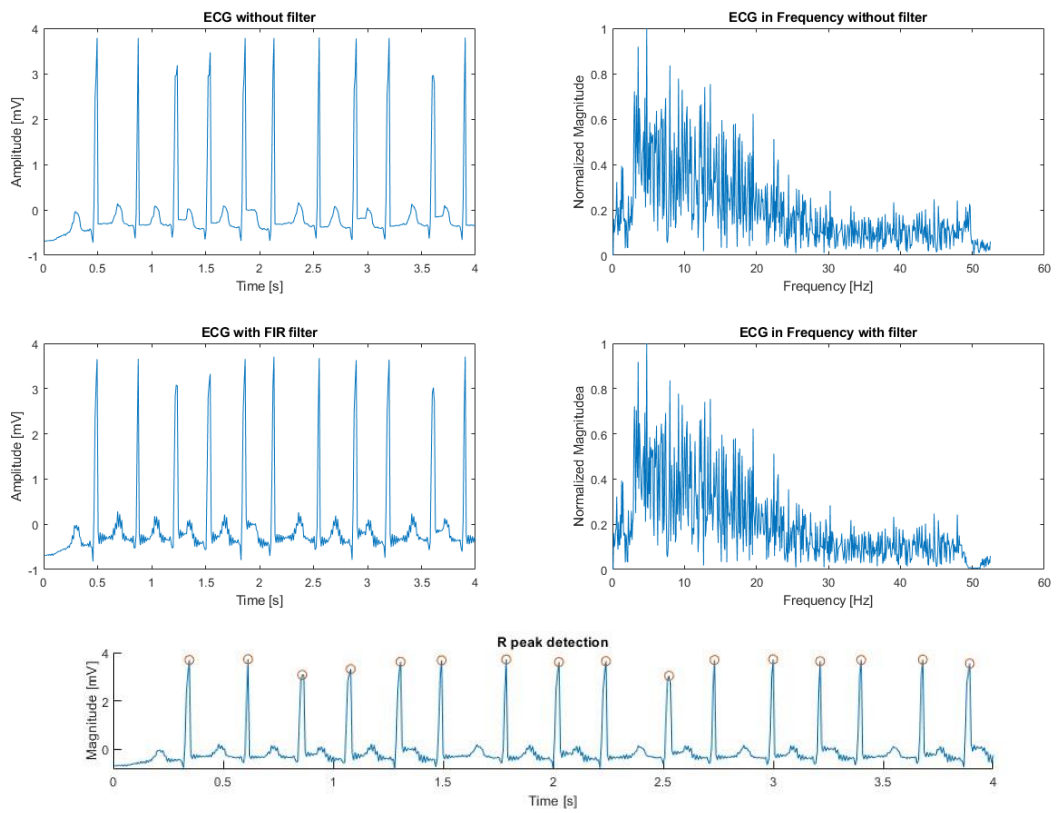 ECG without filter
Amplitude [mV]
4
3
2
1
0
-1
0 0.5 1 1.5 2 2.5 3 3.5 4
Time [s]
ECG in Frequency without filter
Normalized Magnitude
1
0.8
0.6
0.4
0.2
0
0 10 20 30 40 50 60
Frequency [Hz]
ECG with FIR filter
Amplitude [mV]
4
3
2
1
0
-1
0 0.5 1 1.5 2 2.5 3 3.5 4
Time [s]
ECG in Frequency with filter
Normalized Magnitudea
1
0.8
0.6
0.4
0.2
0
0 10 20 30 40 50 60
Frequency [Hz]
R peak detection
Magnitude [mV]
4
2
0
0 0.5 1 1.5 2 2.5 3 3.5 4
Time [s]